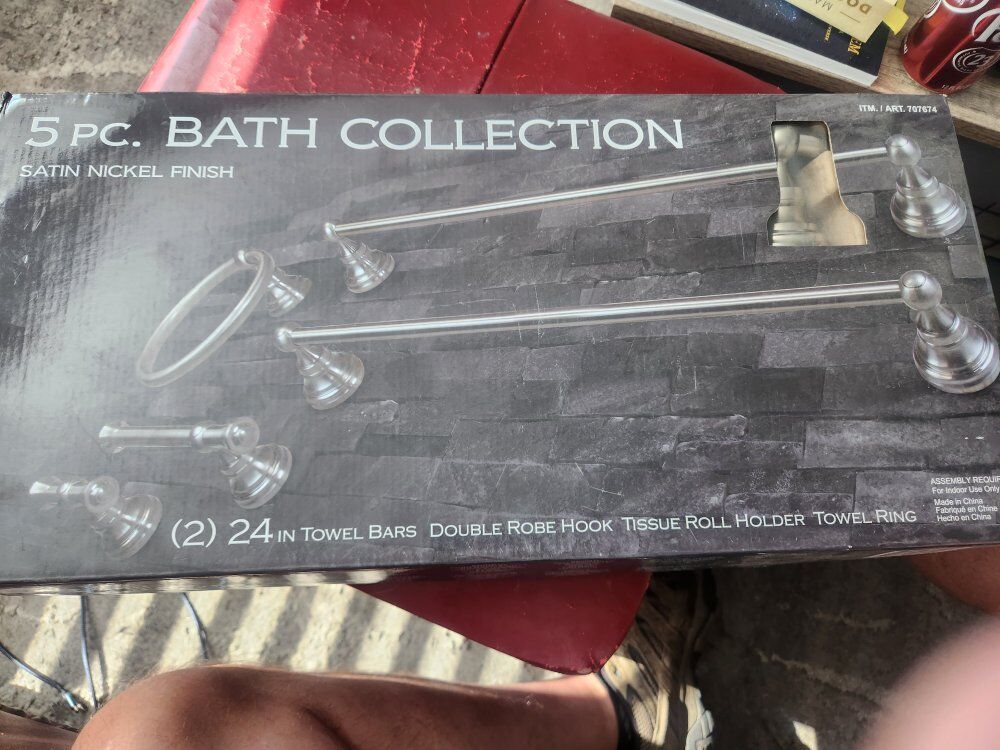 5 PC. BATH COLLECTION
SATIN NICKEL FINISH
ITM. / ART. 707674
(2) 24 IN TOWEL BARS DOUBLE ROBE HOOK TISSUE ROLL HOLDER TOWEL RING
ASSEMBLY REQUIR
For Indoor Use Only
Made in China
Fabriqué en Chine
Hecho en China